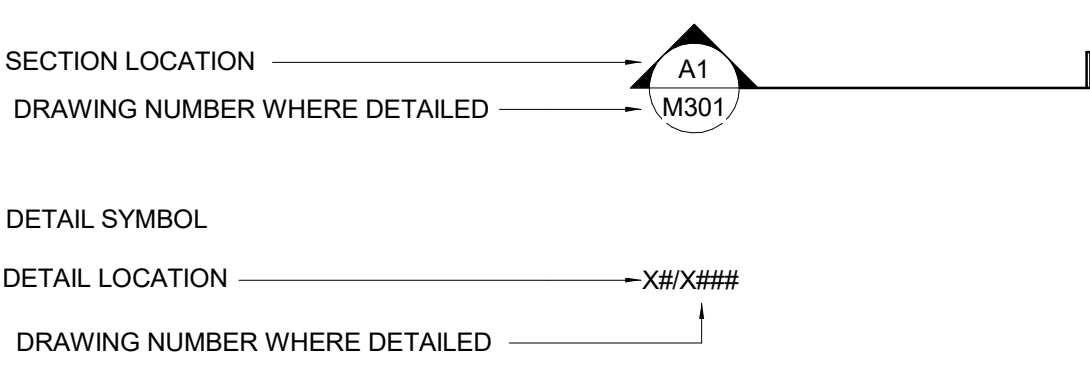 SECTION LOCATION
A1
DRAWING NUMBER WHERE DETAILED
M301
DETAIL SYMBOL
DETAIL LOCATION
X#/X###
DRAWING NUMBER WHERE DETAILED